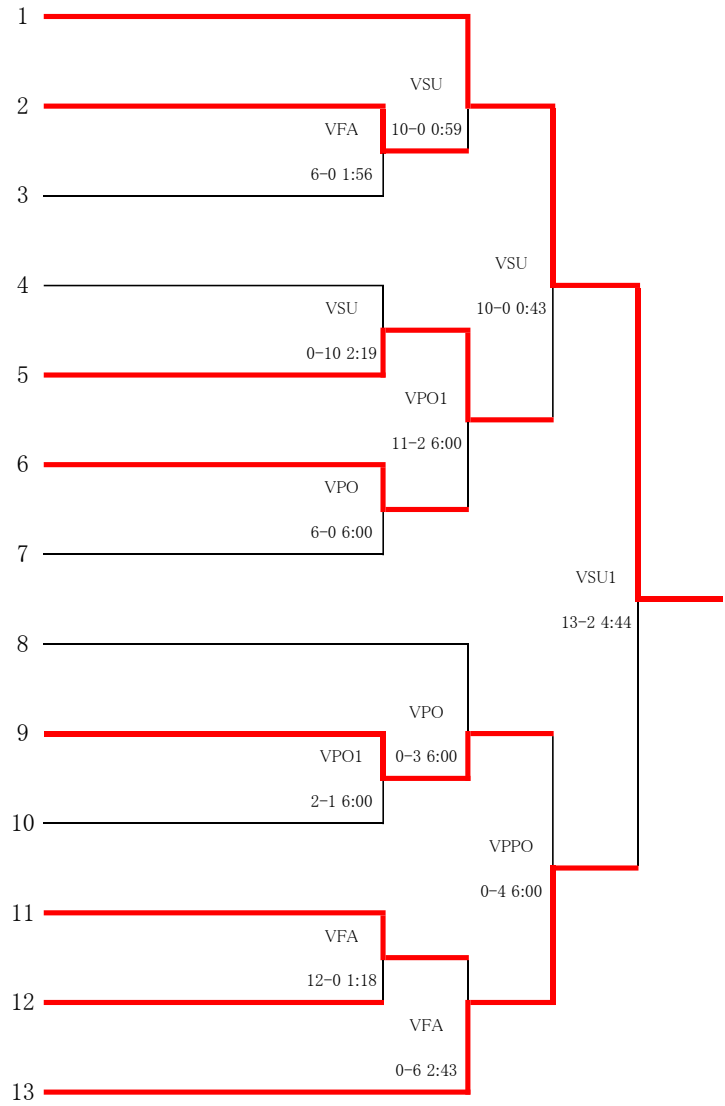 1
VSU
2
VFA
10-0 0:59
6-0 1:56
3
VSU
4
VSU
10-0 0:43
0-10 2:19
5
VPO1
11-2 6:00
6
VPO
6-0 6:00
7
VSU1
13-2 4:44
8
VPO
9
VPO1
0-3 6:00
2-1 6:00
10
VPPO
0-4 6:00
11
VFA
12-0 1:18
12
VFA
0-6 2:43
13